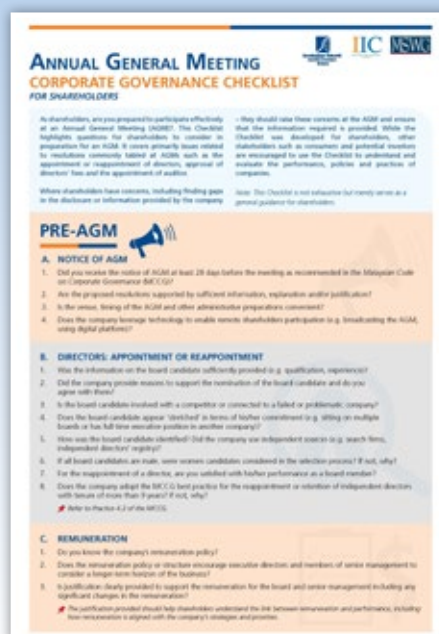 IIC MSWG
ANNUAL GENERAL MEETING
CORPORATE GOVERNANCE CHECKLIST
FOR SHAREHOLDERS
As shareholders, are you prepared to participate effectively
at an Annual General Meeting (AGM)? This Checklist
highlights questions for shareholders to consider in
preparation for an AGM. It covers primarily issues related
to resolutions commonly tabled at AGMs such as the
appointment or reappointment of directors, approval of
directors' fees and the appointment of auditor.
Where shareholders have concerns, including finding gaps
in the disclosure or information provided by the company
– they should raise these concerns at the AGM and ensure
that the information required is provided. While the
Checklist was developed for shareholders, other
stakeholders such as consumers and potential investors
are encouraged to use the Checklist to understand and
evaluate the performance, policies and practices of
companies.
Note: This Checklist is not exhaustive but merely serves as a
general guidance for shareholders.
PRE-AGM
A. NOTICE OF AGM
1. Did you receive the notice of AGM at least 28 days before the meeting as recommended in the Malaysian Code
on Corporate Governance (MCCG)?
2. Are the proposed resolutions supported by sufficient information, explanation and/or justification?
3. Is the venue, timing of the AGM and other administrative preparations convenient?
4. Does the company leverage technology to enable remote shareholders participation (e.g. broadcasting the AGM,
using digital platform)?
B. DIRECTORS: APPOINTMENT OR REAPPOINTMENT
1. Was the information on the board candidate sufficiently provided (e.g. qualification, experience)?
2. Did the company provide reasons to support the nomination of the board candidate and do you
agree with them?
3. Is the board candidate involved with a competitor or connected to a failed or problematic company?
4. Does the board candidate appear 'stretched' in terms of his/her commitment (e.g. sitting on multiple
boards or has full time executive position in another company)?
5. How was the board candidate identified? Did the company use independent sources (e.g. search firms,
independent directors' registry)?
6. If all board candidates are male, were women candidates considered in the selection process? If not, why?
7. For the reappointment of a director, are you satisfied with his/her performance as a board member?
8. Does the company adopt the MCCG best practice for the reappointment or retention of independent directors
with tenure of more than 9 years? If not, why?
Refer to Practice 4.2 of the MCCG.
C. REMUNERATION
1. Do you know the company's remuneration policy?
2. Does the remuneration policy or structure encourage executive directors and members of senior management to
consider a longer-term horizon of the business?
3. Is justification clearly provided to support the remuneration for the board and senior management including any
significant changes in the remuneration?
The justification provided should help shareholders understand the link between remuneration and performance, including
how remuneration is aligned with the company's strategies and priorities.